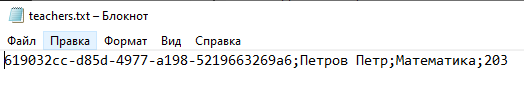 teachers.txt – Блокнот
Файл Правка Формат Вид Справка
619032cc-d85d-4977-a198-5219663269a6;Петров Петр;Математика;203